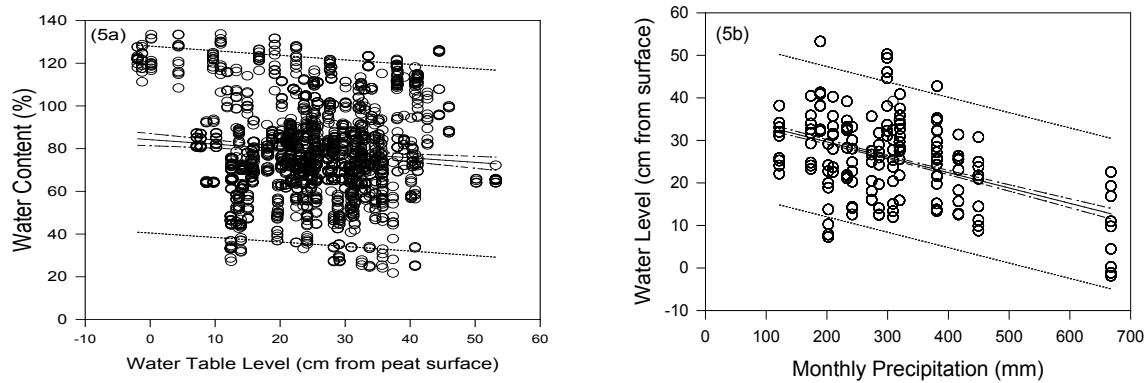 (5a)
Water Content (%)
140
120
100
80
60
40
20
0
-10 0 10 20 30 40 50 60
Water Table Level (cm from peat surface)
(5b)
Water Level (cm from surface)
60
50
40
30
20
10
0
-10
0 100 200 300 400 500 600 700
Monthly Precipitation (mm)